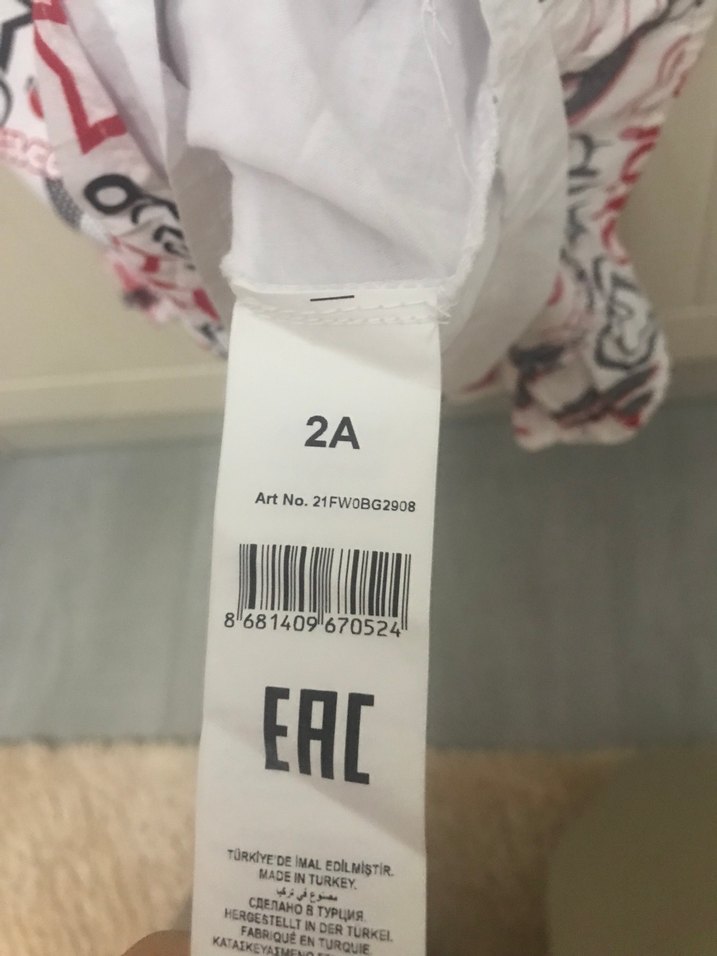 2A
Art No. 21FW0BG2908
8 681409 670524
EAC
TÜRKİYE'DE İMAL EDİLMİŞTİR.
MADE IN TURKEY.
مصنوع في تركيا
СДЕЛАНО В ТУРЦИЯ.
HERGESTELLT IN DER TÜRKEI.
FABRIQUÉ EN TURQUIE.